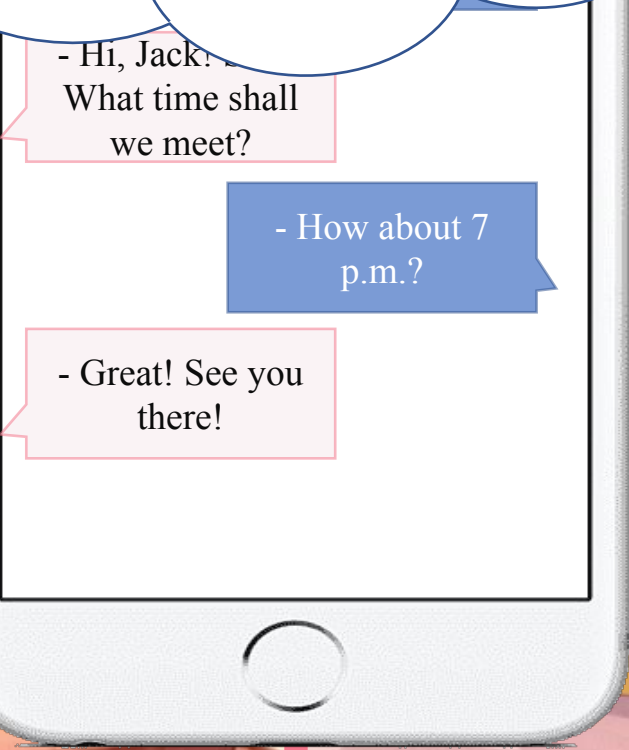 - Hi, Jack!
What time shall
we meet?
- How about 7
p.m.?
- Great! See you
there!